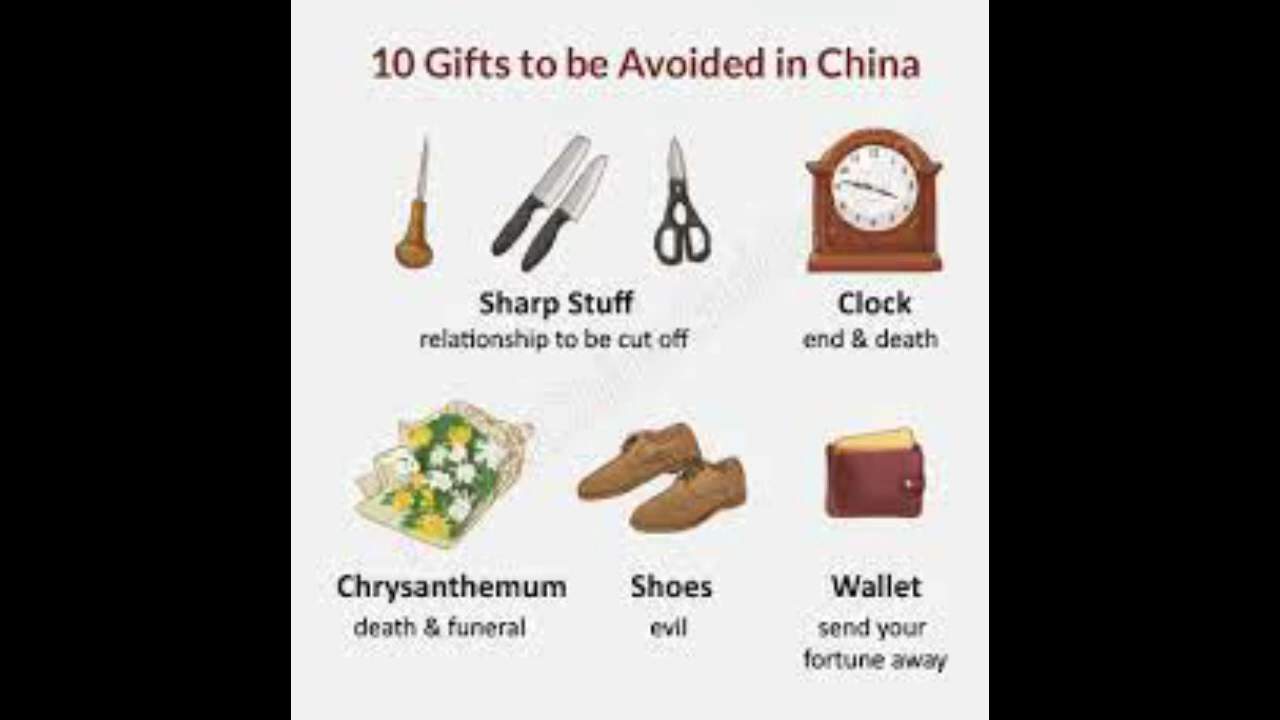 10 Gifts to be Avoided in China
Sharp Stuff
relationship to be cut off
Clock
end & death
Chrysanthemum
death & funeral
Shoes
evil
Wallet
send your
fortune away